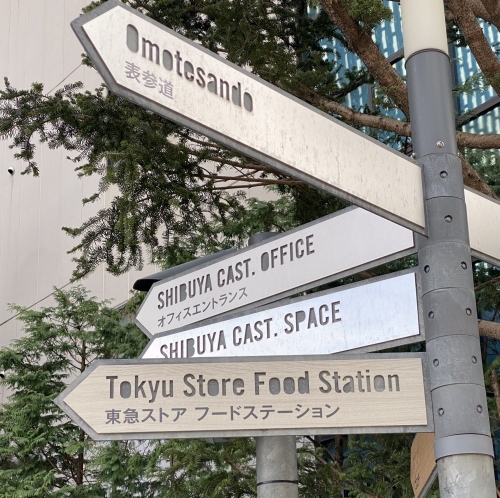 Omotesando
表参道
SHIBUYA CAST. OFFICE
オフィスエントランス
SHIBUYA CAST. SPACE
Tokyu Store Food Station
東急ストア フードステーション